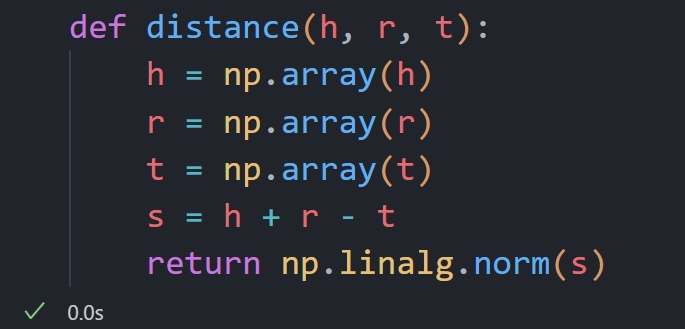 def distance(h, r, t):
    h = np.array(h)
    r = np.array(r)
    t = np.array(t)
    s = h + r - t
    return np.linalg.norm(s)
0.0s